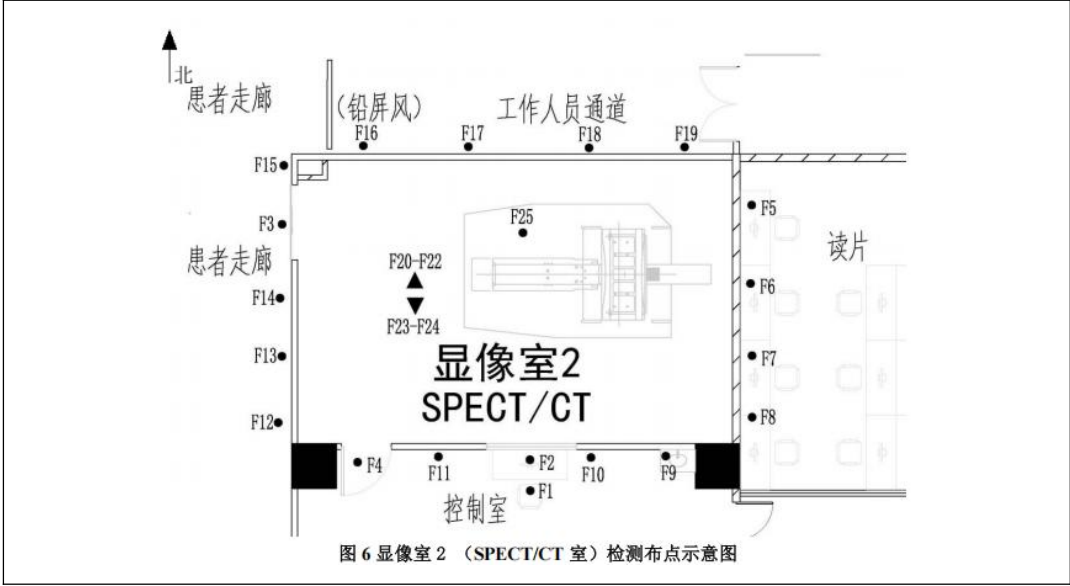 北
患者走廊
(铅屏风)
工作人员通道
F16
F17
F18
F19
F15
F3
F25
F5
读片
患者走廊
F20-F22
F6
F14
F23-F24
F13
显像室2
F7
SPECT/CT
F12
F8
F4
F11
F2
F10
F9
F1
控制室
图 6 显像室 2 （SPECT/CT 室）检测布点示意图